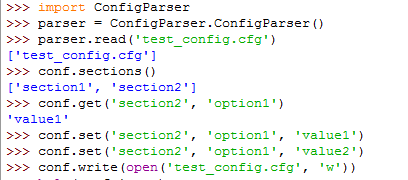 >>> import ConfigParser
>>> parser = ConfigParser.ConfigParser()
>>> parser.read('test_config.cfg')
['test_config.cfg']
>>> conf.sections()
['section1', 'section2']
>>> conf.get('section2', 'option1')
'value1'
>>> conf.set('section2', 'option1', 'value1')
>>> conf.set('section2', 'option1', 'value2')
>>> conf.write(open('test_config.cfg', 'w'))